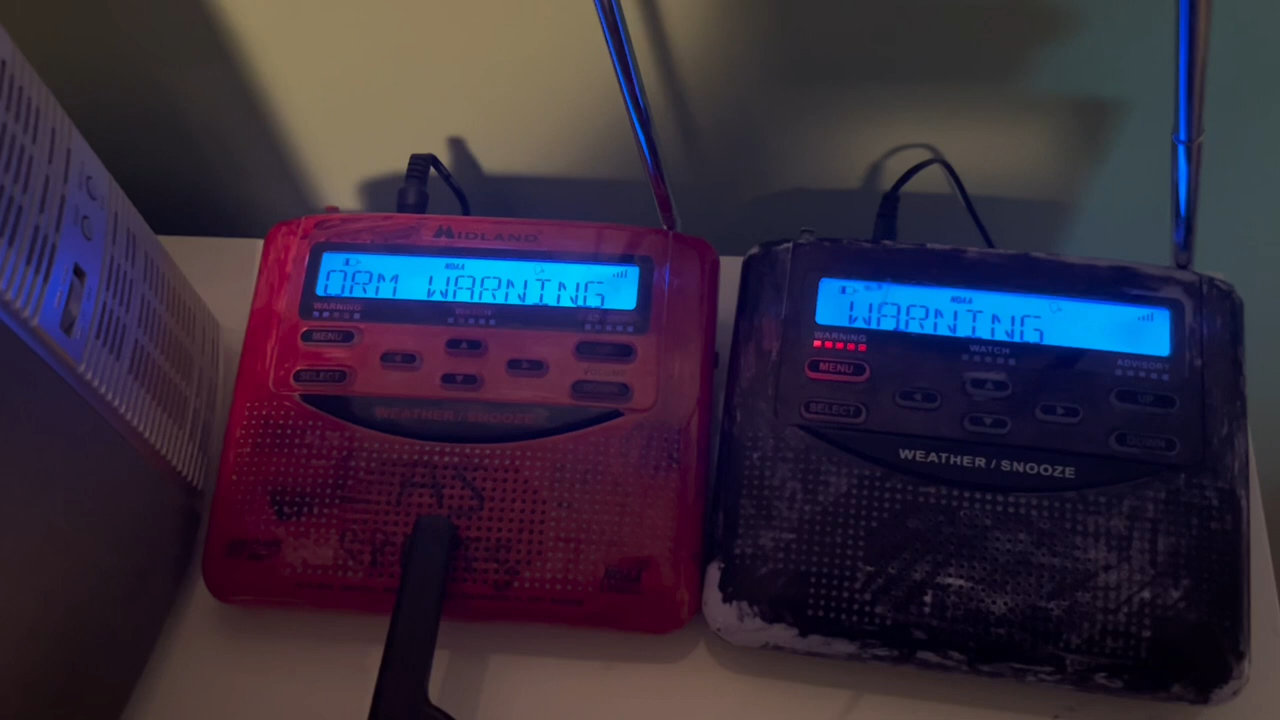 MIDLAND
NOAA
ORM WARNING
WARNING
WATCH
MENU
SELECT
VOLUME
WEATHER / SNOOZE
NOAA
WARNING
WARNING
WATCH
ADVISORY
MENU
SELECT
UP
DOWN
WEATHER / SNOOZE